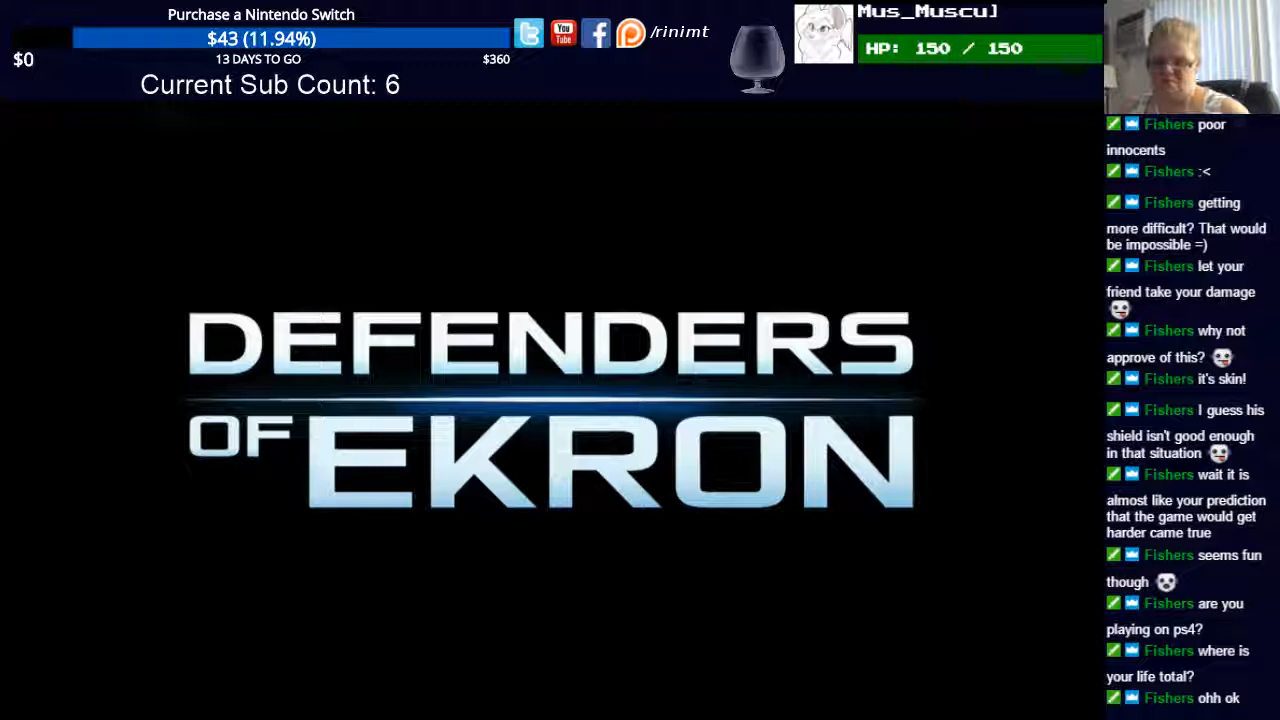 Purchase a Nintendo Switch
$43 (11.94%)
$0
13 DAYS TO GO
$360
Current Sub Count: 6
You
Tube
/rinimt
Mus_Muscul
HP: 150 / 150
Fishers poor
innocents
Fishers :<
Fishers getting
more difficult? That would
be impossible =)
Fishers let your
friend take your damage
Fishers why not
approve of this?
Fishers it's skin!
Fishers I guess his
shield isn't good enough
in that situation
Fishers wait it is
almost like your prediction
that the game would get
harder came true
Fishers seems fun
though
Fishers are you
playing on ps4?
Fishers where is
your life total?
Fishers ohh ok
DEFENDERS
OF EKRON